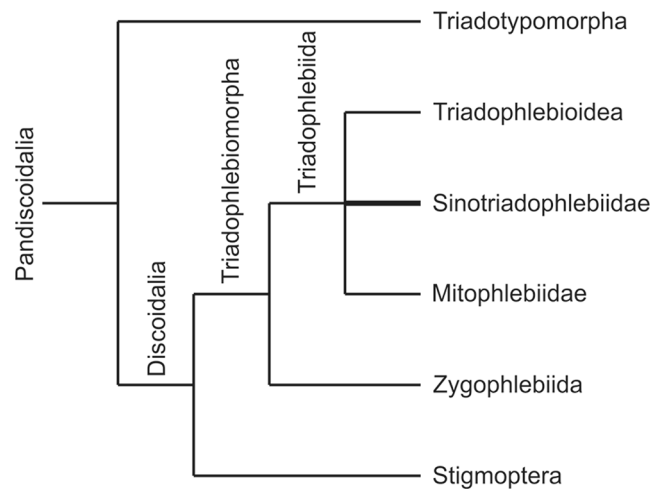 Pandiscoidalia
Discoidalia
Triadophlebiomorpha
Triadophlebiida
Triadotypomorpha
Triadophlebioidea
Sinotriadophlebiidae
Mitophlebiidae
Zygophlebiida
Stigmoptera